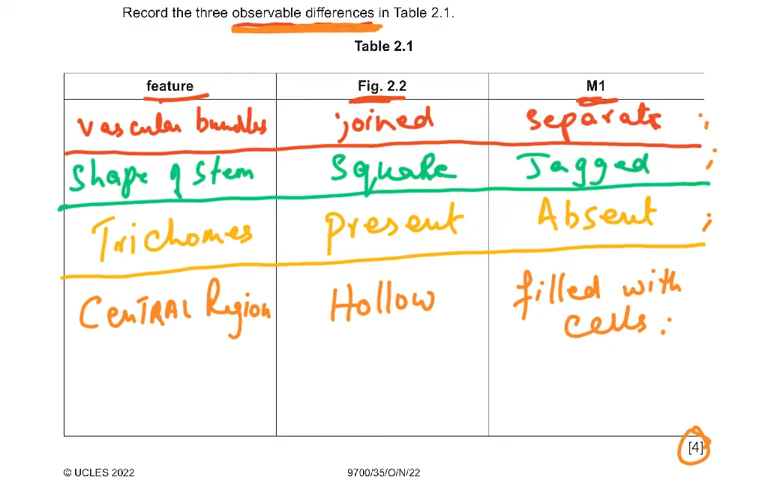 Record the three observable differences in Table 2.1.
Table 2.1
feature Fig. 2.2 M1
Vascular bundles joined separate ;
Shape of Stem Square Jagged ;
Trichomes Present Absent ;
CENTRAL Region Hollow filled with
cells ;
[4]
© UCLES 2022 9700/35/O/N/22